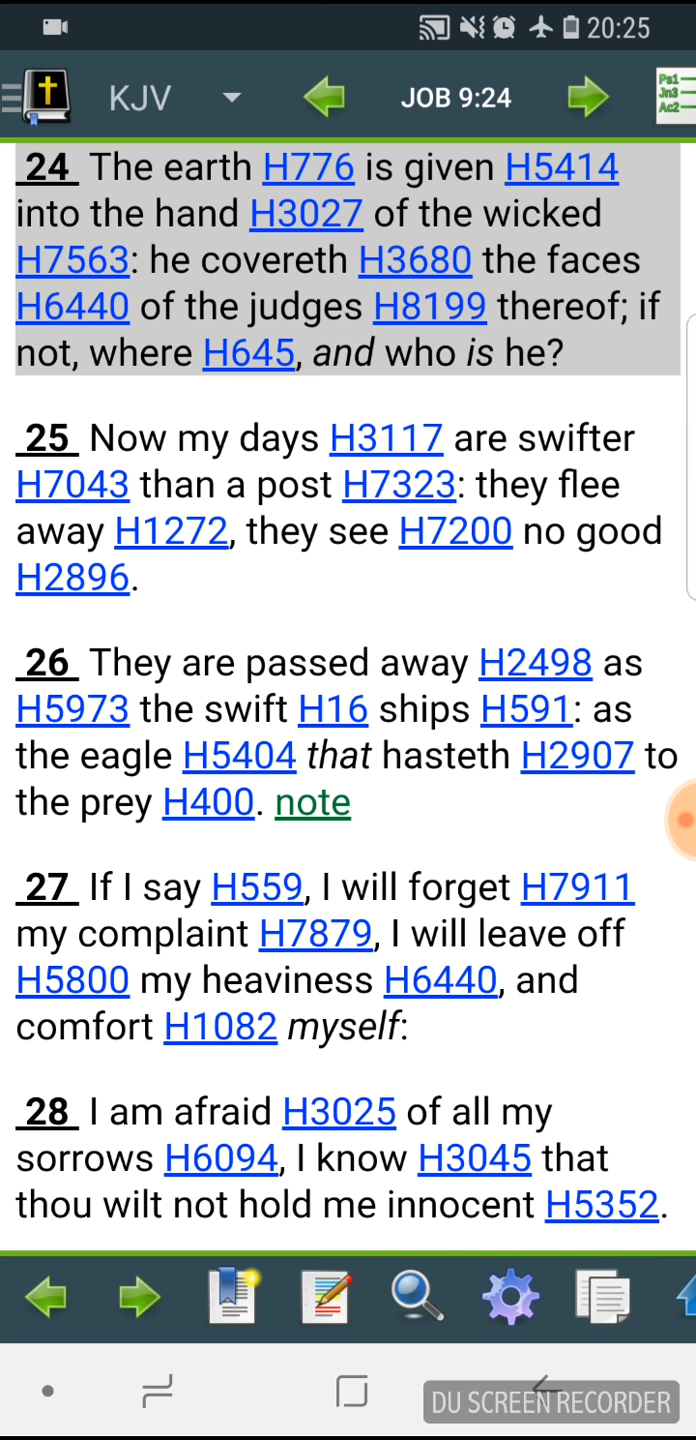 20:25
KJV
JOB 9:24
Ps1
Jn3
Ac2
24 The earth H776 is given H5414
into the hand H3027 of the wicked
H7563: he covereth H3680 the faces
H6440 of the judges H8199 thereof; if
not, where H645, and who is he?
25 Now my days H3117 are swifter
H7043 than a post H7323: they flee
away H1272, they see H7200 no good
H2896.
26 They are passed away H2498 as
H5973 the swift H16 ships H591: as
the eagle H5404 that hasteth H2907 to
the prey H400. note
27 If I say H559, I will forget H7911
my complaint H7879, I will leave off
H5800 my heaviness H6440, and
comfort H1082 myself:
28 I am afraid H3025 of all my
sorrows H6094, I know H3045 that
thou wilt not hold me innocent H5352.
DU SCREEN RECORDER